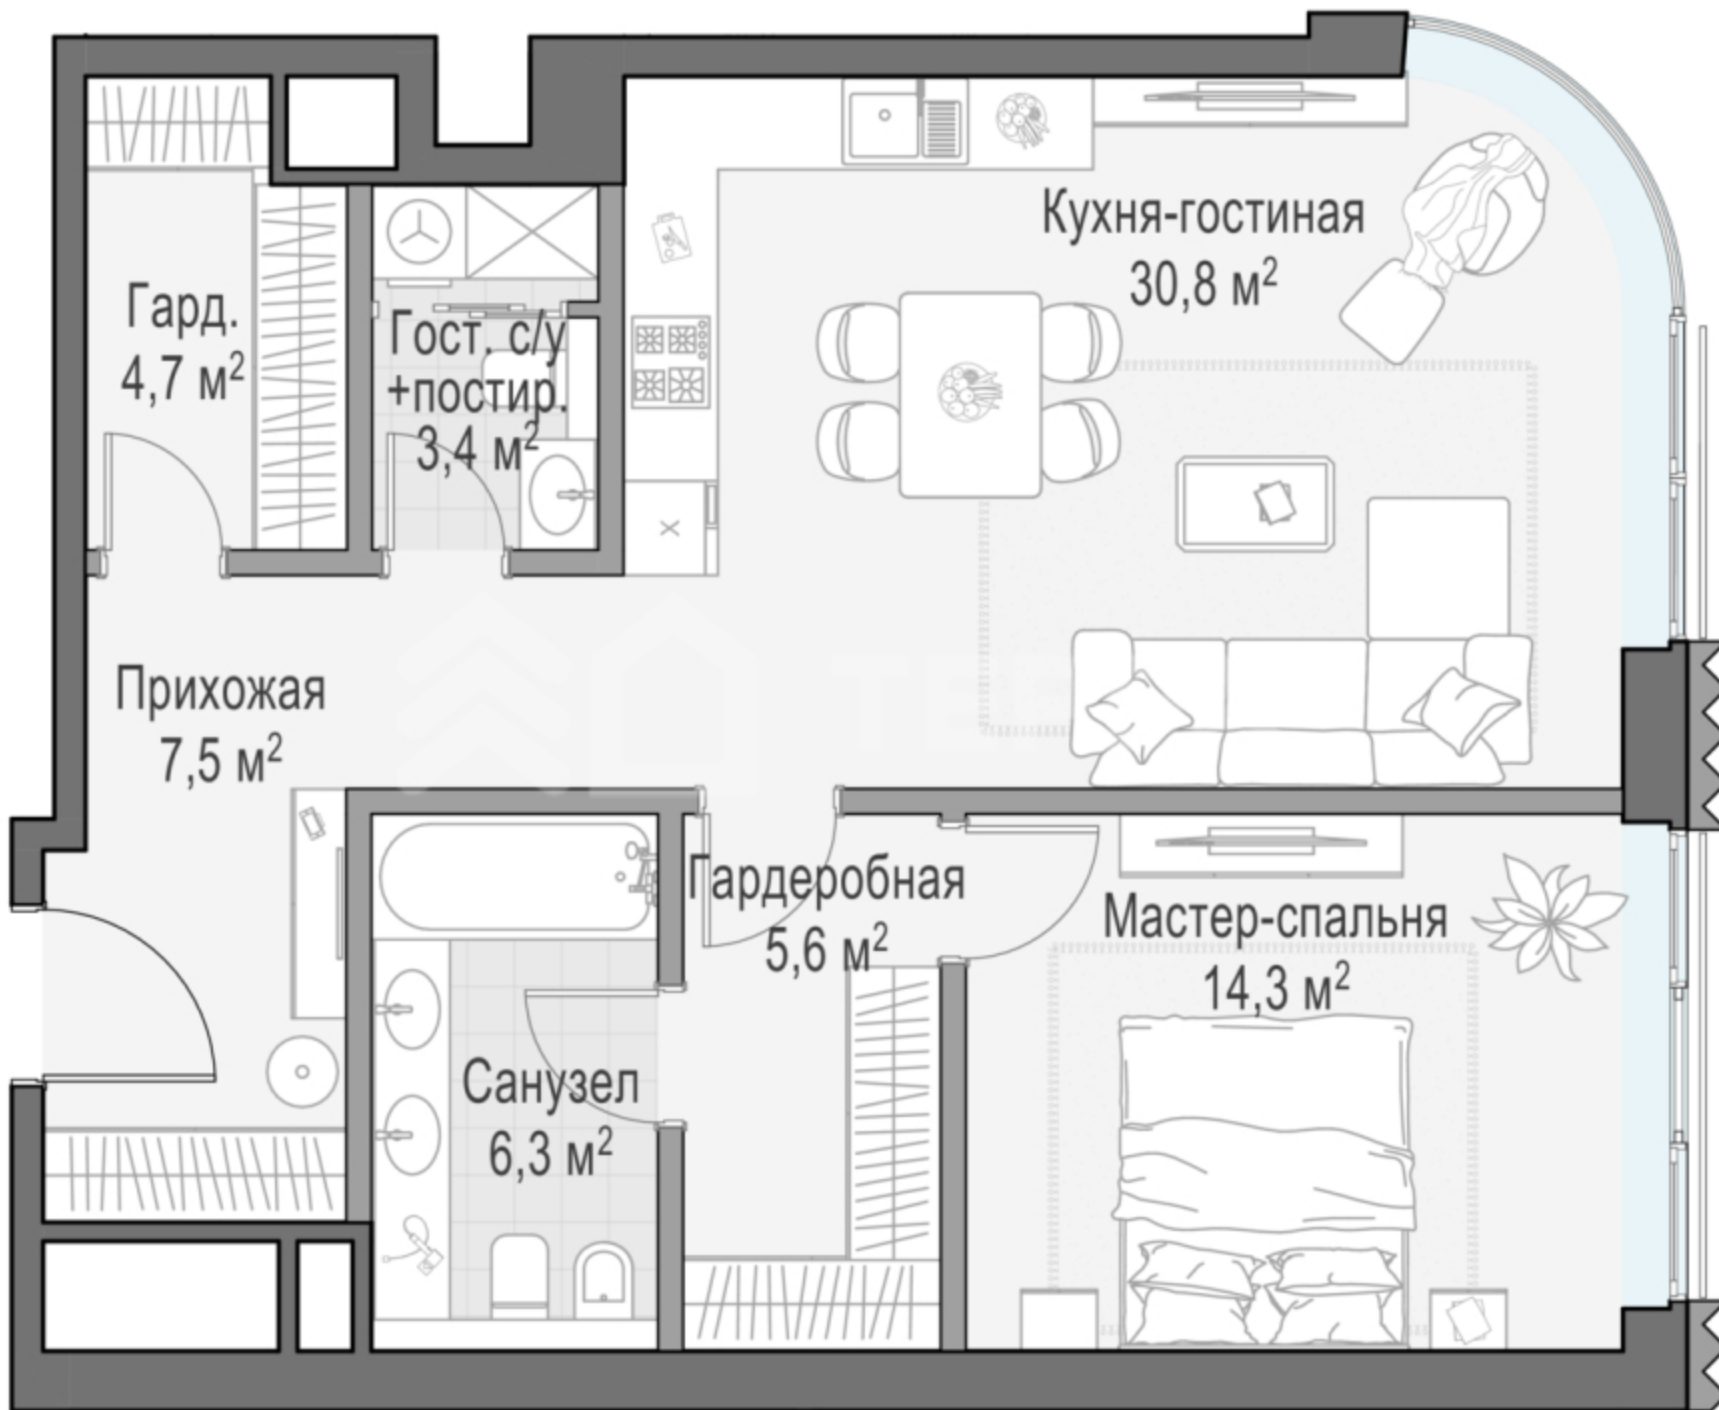 Кухня-гостиная
30,8 м²
Гард.
4,7 м²
Гост. с/у
+постир.
3,4 м²
Прихожая
7,5 м²
Гардеробная
5,6 м²
Мастер-спальня
14,3 м²
Санузел
6,3 м²